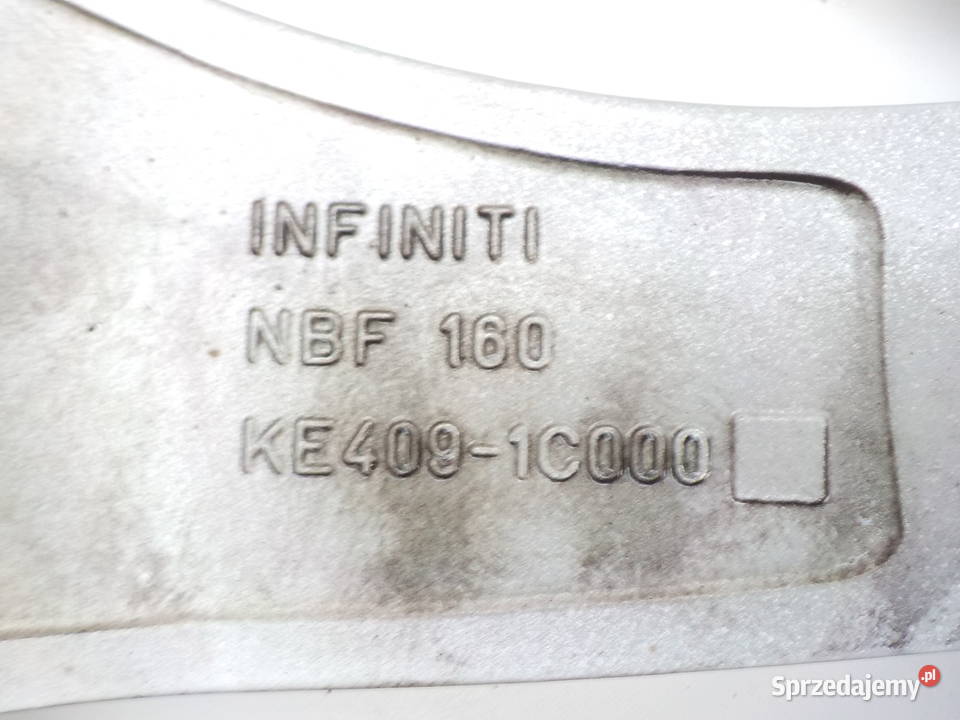 INFINITI
NBF 160
KE409-1C000
Sprzedajemy.pl